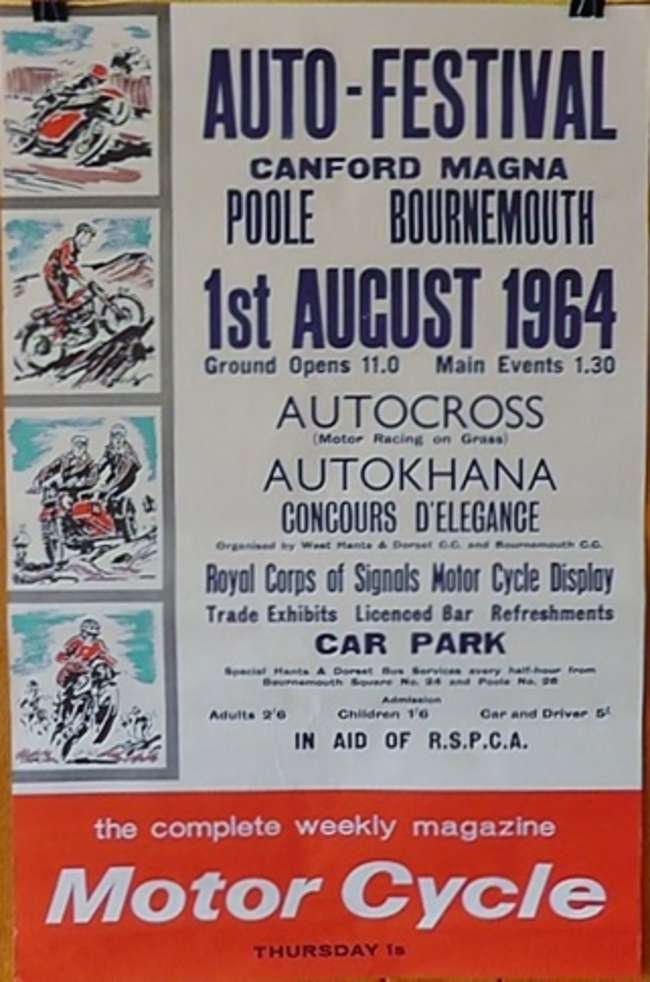 AUTO-FESTIVAL
CANFORD MAGNA
POOLE BOURNEMOUTH
1st AUGUST 1964
Ground Opens 11.0 Main Events 1.30
AUTOCROSS
(Motor Racing on Grass)
AUTOKHANA
CONCOURS D'ELEGANCE
Organised by West Hants & Dorset C.C. and Bournemouth C.C.
Royal Corps of Signals Motor Cycle Display
Trade Exhibits Licenced Bar Refreshments
CAR PARK
Special Hants & Dorset Bus Services every half-hour from
Bournemouth Square No. 24 and Poole No. 26
Admission
Adults 2'6 Children 1'6 Car and Driver 5/-
IN AID OF R.S.P.C.A.
the complete weekly magazine
Motor Cycle
THURSDAY 1s